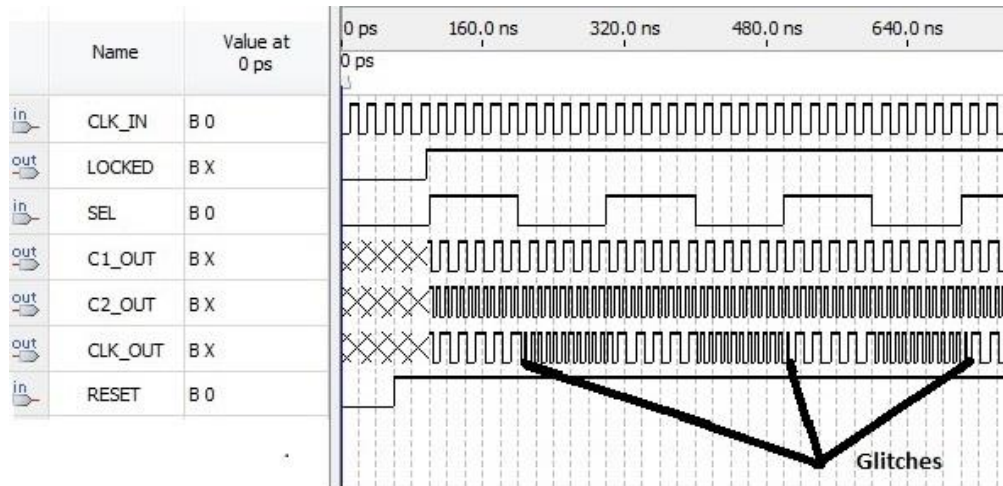 Name Value at 0 ps
0 ps 160.0 ns 320.0 ns 480.0 ns 640.0 ns
0 ps
in CLK_IN B 0
out LOCKED B X
in SEL B 0
out C1_OUT B X
out C2_OUT B X
out CLK_OUT B X
in RESET B 0
Glitches